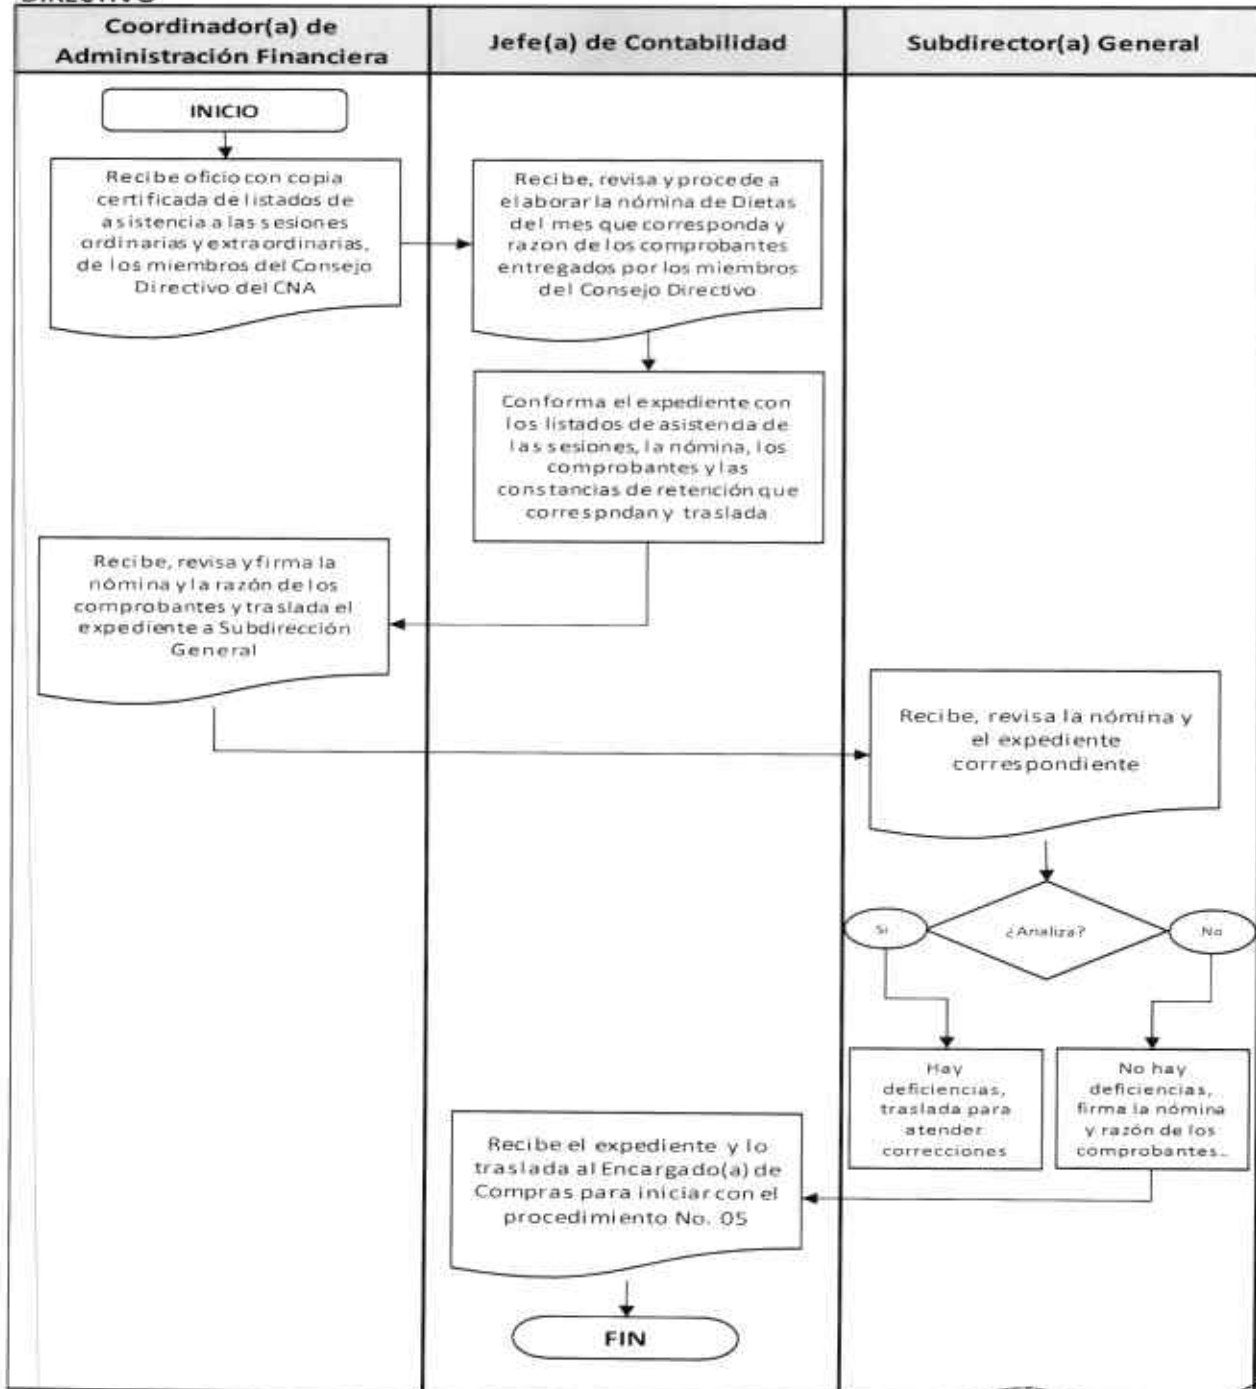 DIRECTIVO
Coordinador(a) de
Administración Financiera
Jefe(a) de Contabilidad
Subdirector(a) General
INICIO
Recibe oficio con copia
certificada de listados de
asistencia a las sesiones
ordinarias y extraordinarias,
de los miembros del Consejo
Directivo del CNA
Recibe, revisa y procede a
elaborar la nómina de Dietas
del mes que corresponda y
razon de los comprobantes
entregados por los miembros
del Consejo Directivo
Conforma el expediente con
los listados de asistencia de
las sesiones, la nómina, los
comprobantes y las
constancias de retención que
correspndan y traslada
Recibe, revisa y firma la
nómina y la razón de los
comprobantes y traslada el
expediente a Subdirección
General
Recibe, revisa la nómina y
el expediente
correspondiente
Si
¿Analiza?
No
Hay
deficiencias,
traslada para
atender
correcciones
No hay
deficiencias,
firma la nómina
y razón de los
comprobantes..
Recibe el expediente y lo
traslada al Encargado(a) de
Compras para iniciar con el
procedimiento No. 05
FIN